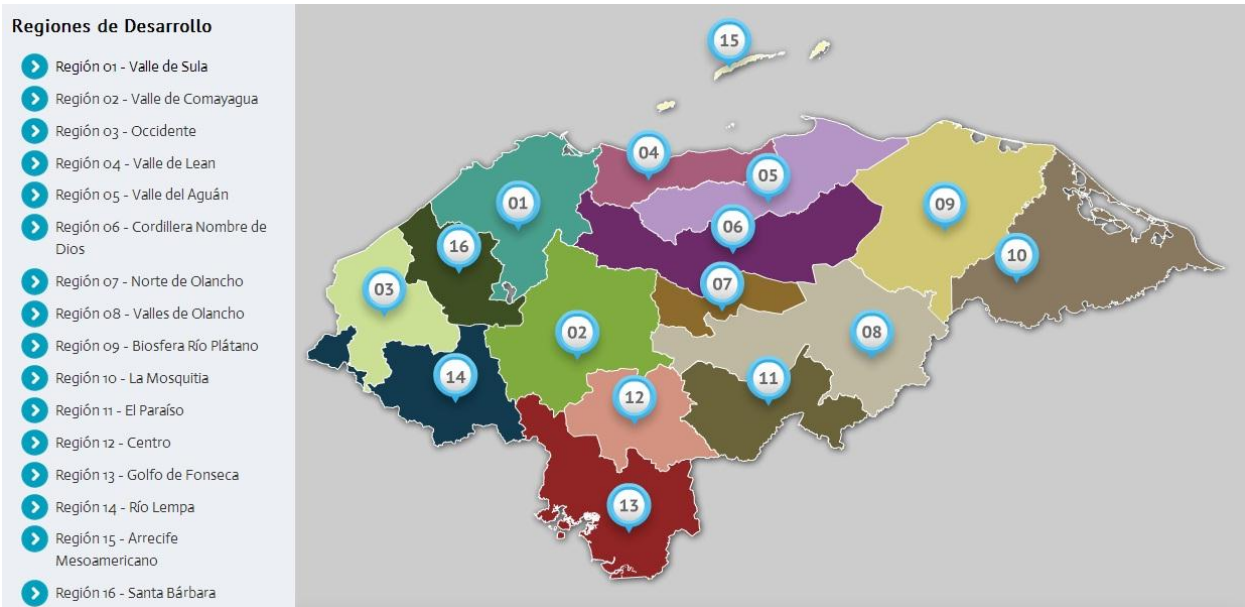 Regiones de Desarrollo
Región 01 - Valle de Sula
Región 02 - Valle de Comayagua
Región 03 - Occidente
Región 04 - Valle de Lean
Región 05 - Valle del Aguán
Región 06 - Cordillera Nombre de
Dios
Región 07 - Norte de Olancho
Región 08 - Valles de Olancho
Región 09 - Biosfera Río Plátano
Región 10 - La Mosquitia
Región 11 - El Paraíso
Región 12 - Centro
Región 13 - Golfo de Fonseca
Región 14 - Río Lempa
Región 15 - Arrecife
Mesoamericano
Región 16 - Santa Bárbara
15
04
05
01
09
06
16
10
03
07
02
08
14
11
12
13